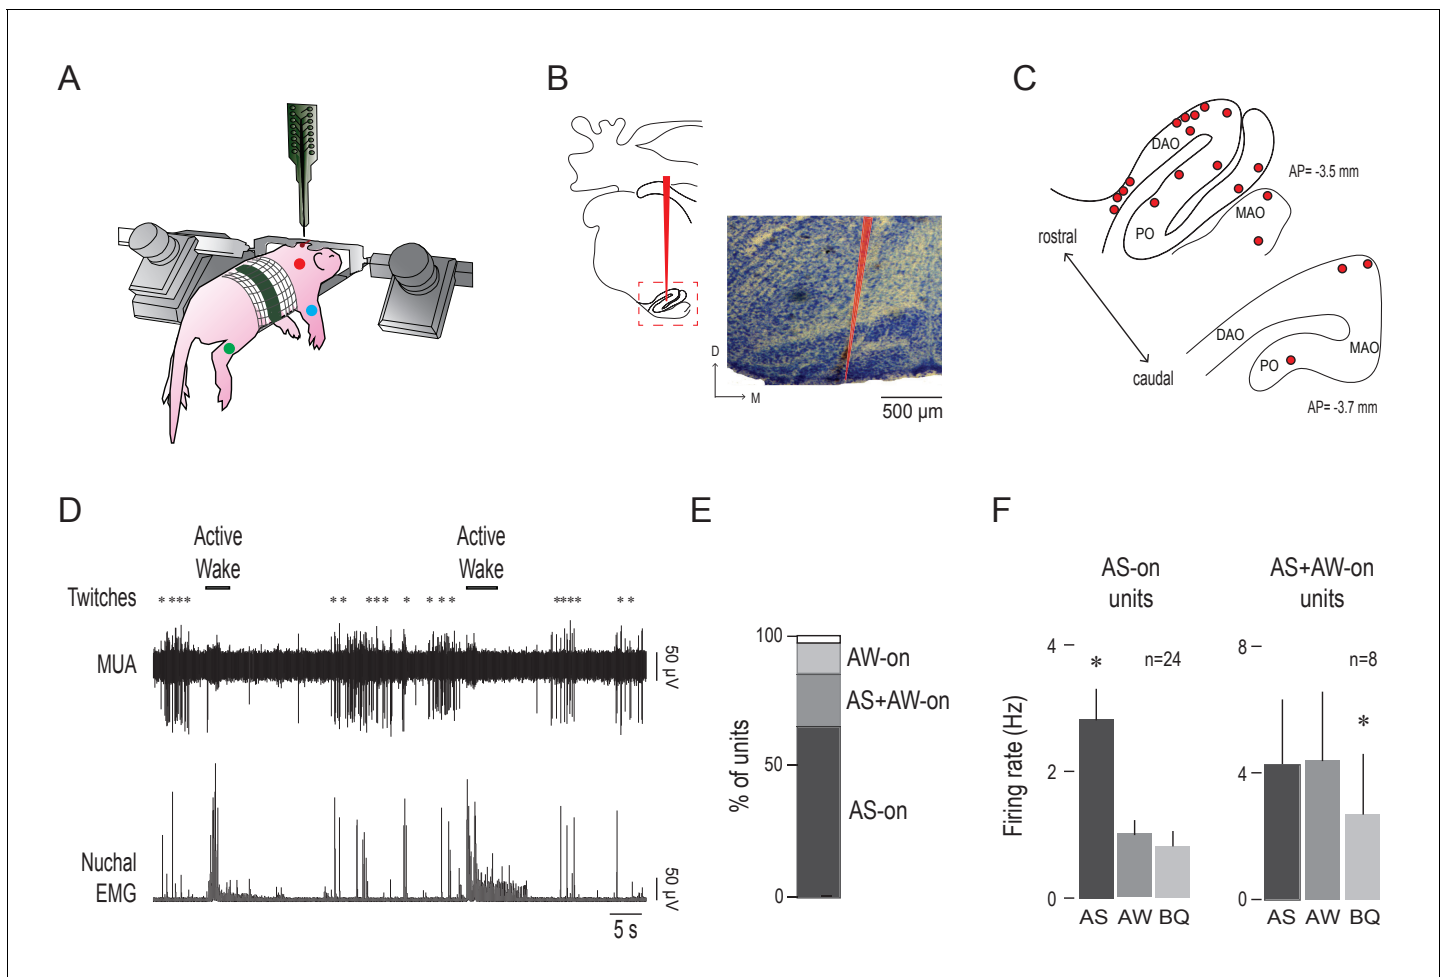 A
B
D
M
500 µm
C
DAO
AP= -3.5 mm
MAO
PO
rostral
DAO
MAO
PO
caudal
AP= -3.7 mm
D
Active
Wake
Active
Wake
Twitches
* **** ** *** * * * * **** * *
MUA
50 µV
Nuchal
EMG
50 µV
5 s
E
100
AW-on
AS+AW-on
50
% of units
AS-on
0
F
AS-on
units
AS+AW-on
units
4
*
n=24
8
n=8
*
Firing rate (Hz)
2
4
0
0
AS AW BQ
AS AW BQ